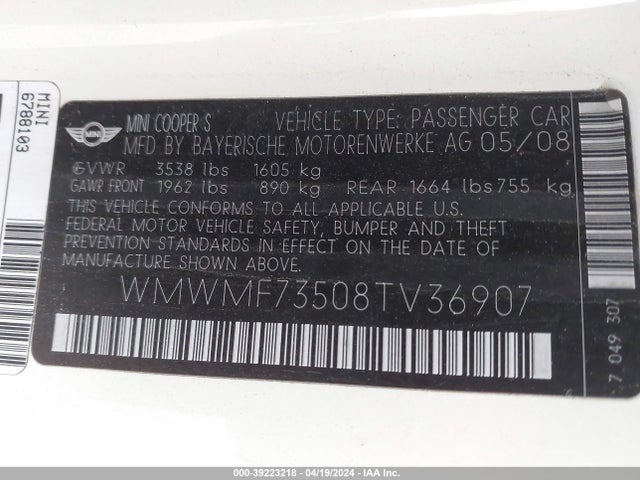 MINI
6788103
MINI
MINI COOPER S VEHICLE TYPE: PASSENGER CAR
MFD BY BAYERISCHE MOTORENWERKE AG 05/08
GVWR 3538 lbs 1605 kg
GAWR FRONT 1962 lbs 890 kg REAR 1664 lbs 755 kg
THIS VEHICLE CONFORMS TO ALL APPLICABLE U.S.
FEDERAL MOTOR VEHICLE SAFETY, BUMPER AND THEFT
PREVENTION STANDARDS IN EFFECT ON THE DATE OF
MANUFACTURE SHOWN ABOVE.
WMWMF73508TV36907
7 049 307
000-39223218 - 04/19/2024 - IAA Inc.